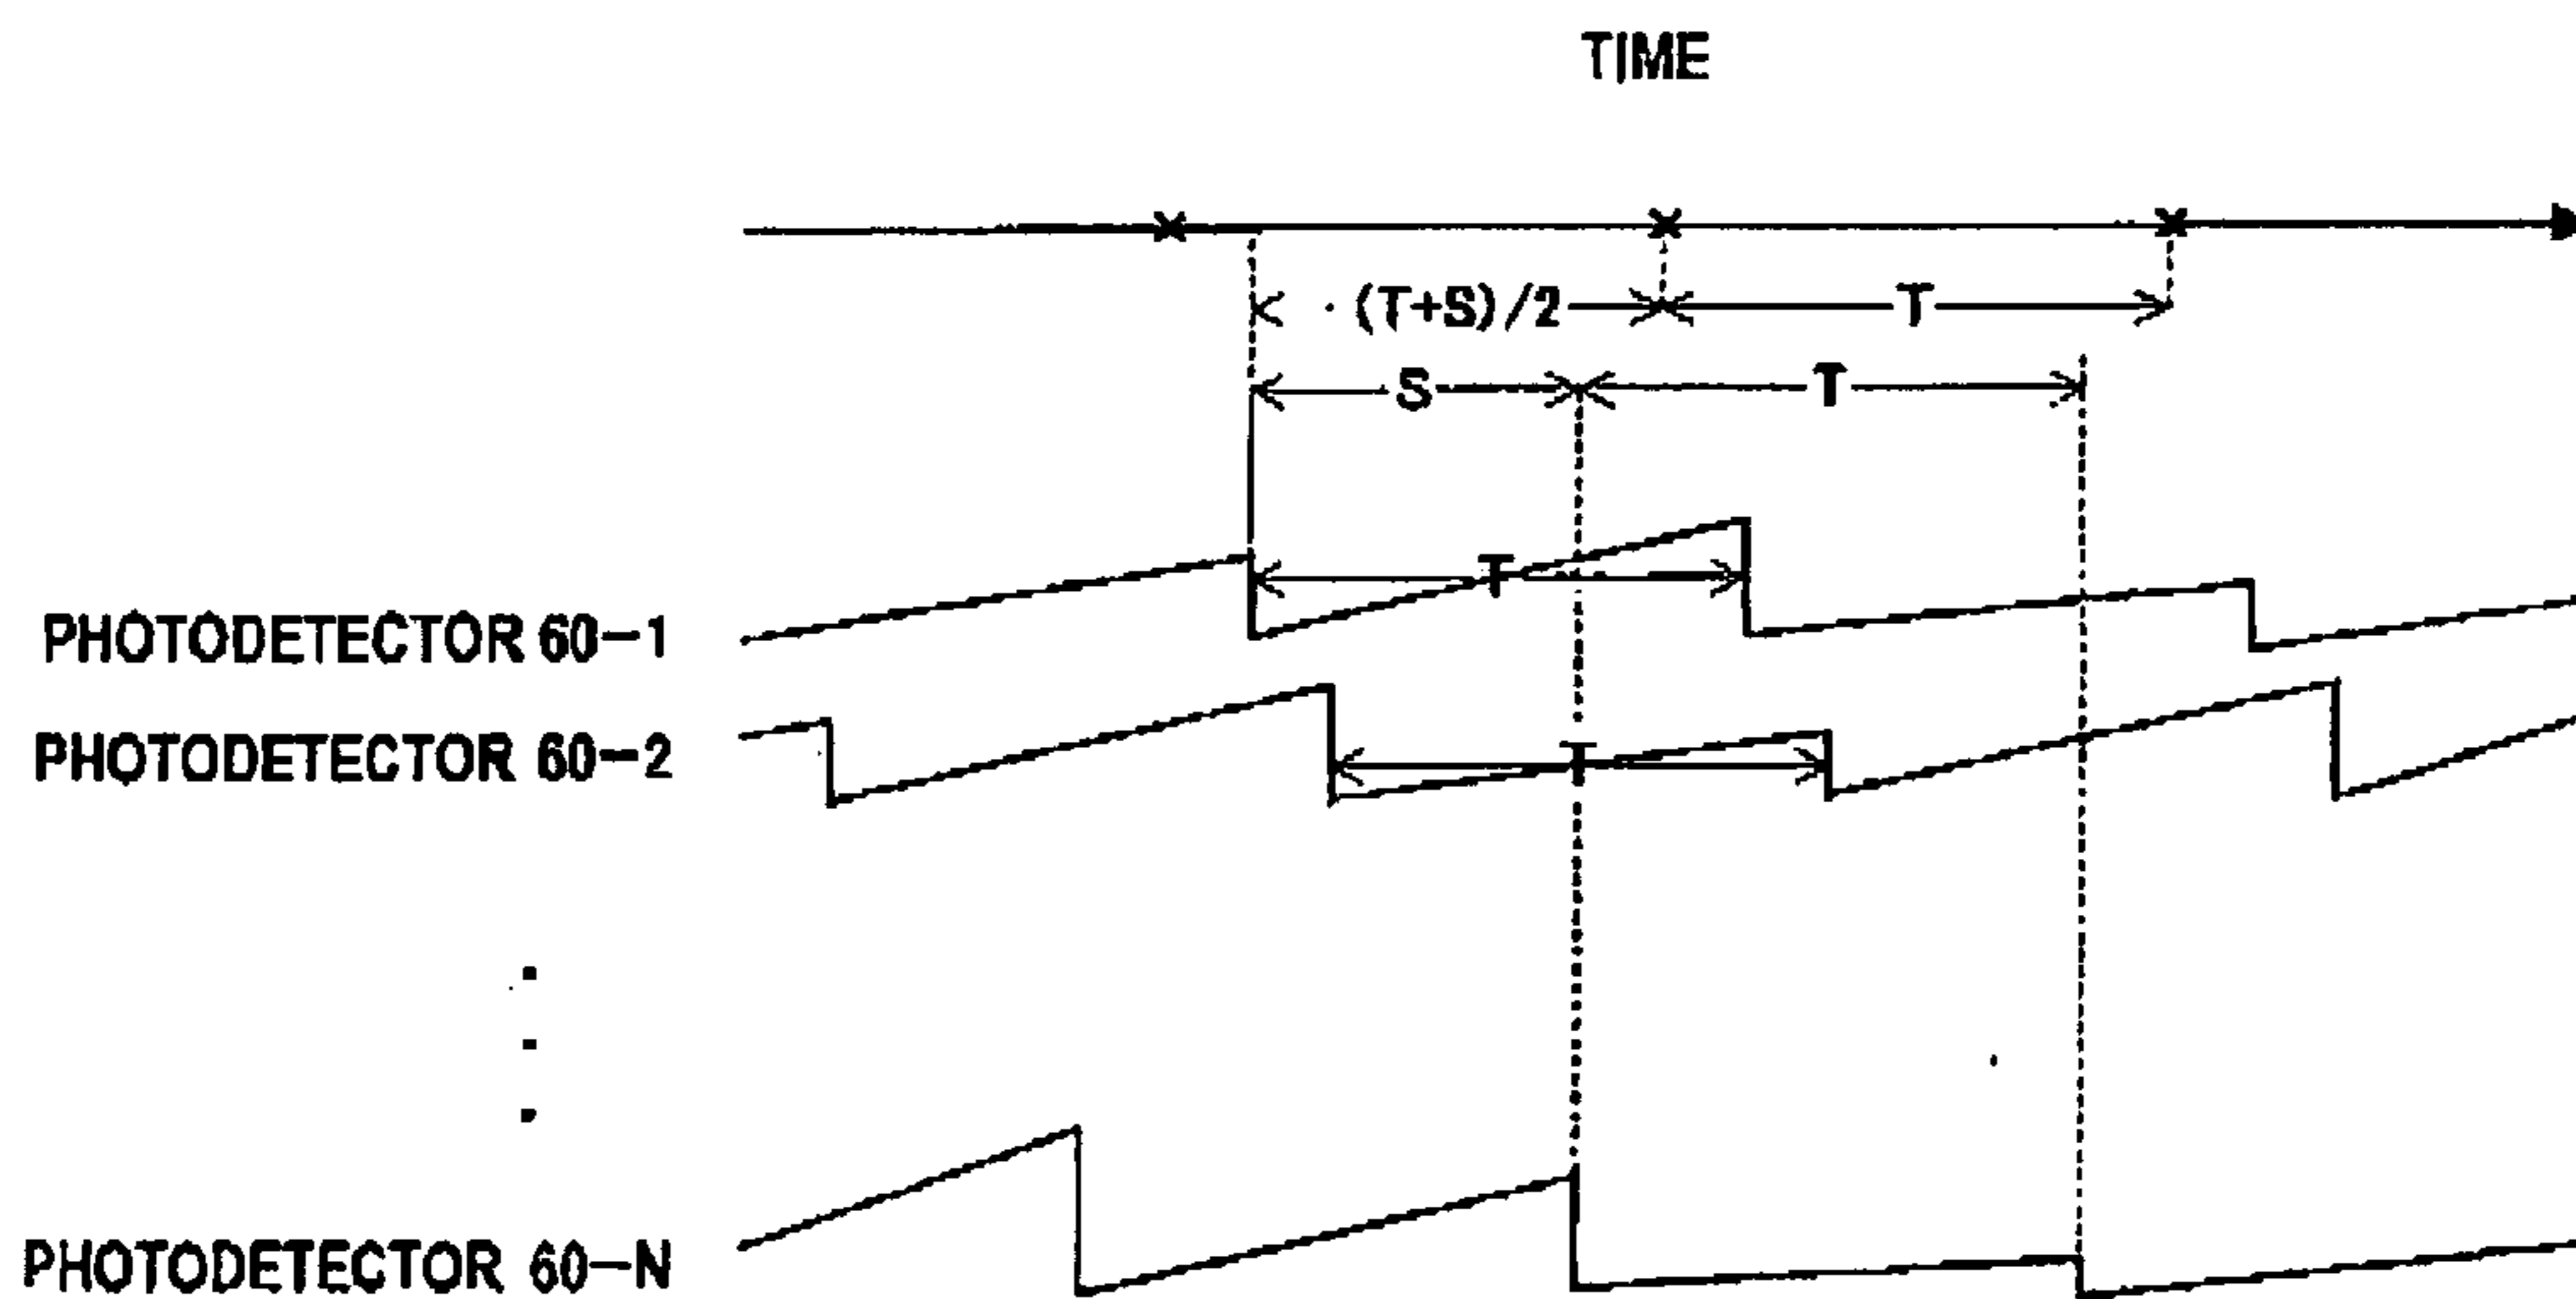 TIME
(T+S)/2 T
S T
T
PHOTODETECTOR 60-1
PHOTODETECTOR 60-2
T
PHOTODETECTOR 60-N